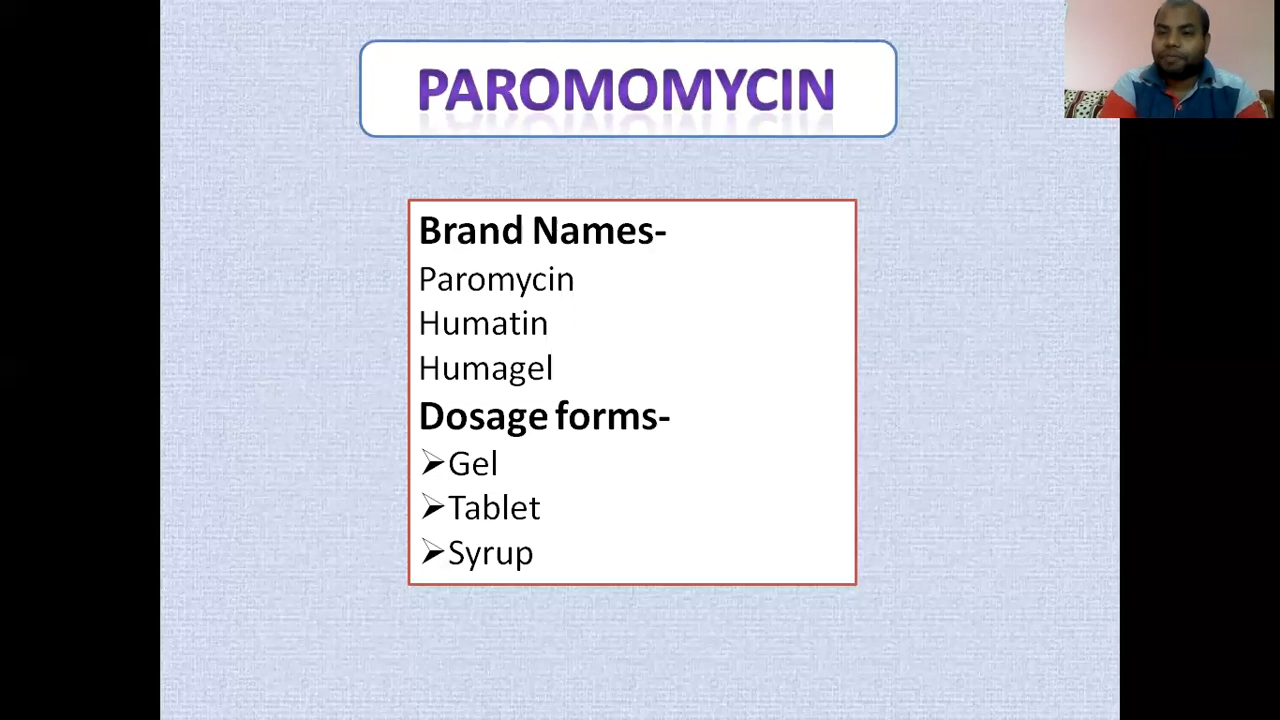 PAROMOMYCIN
Brand Names-
Paromycin
Humatin
Humagel
Dosage forms-
➢Gel
➢Tablet
➢Syrup